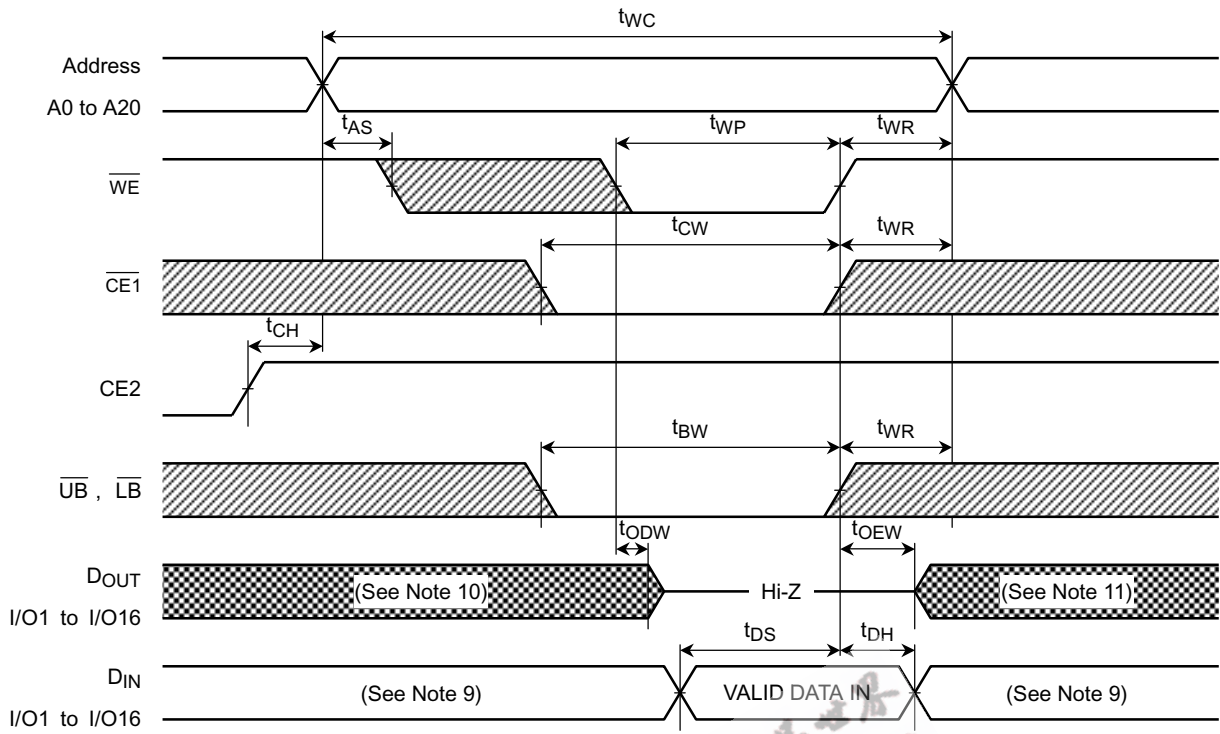 tWC
Address
A0 to A20
tAS
tWP
tWR
WE
tCW
tWR
CE1
tCH
CE2
tBW
tWR
UB , LB
tODW
tOEW
DOUT
I/O1 to I/O16
(See Note 10)
Hi-Z
(See Note 11)
tDS
tDH
DIN
I/O1 to I/O16
(See Note 9)
VALID DATA IN
(See Note 9)